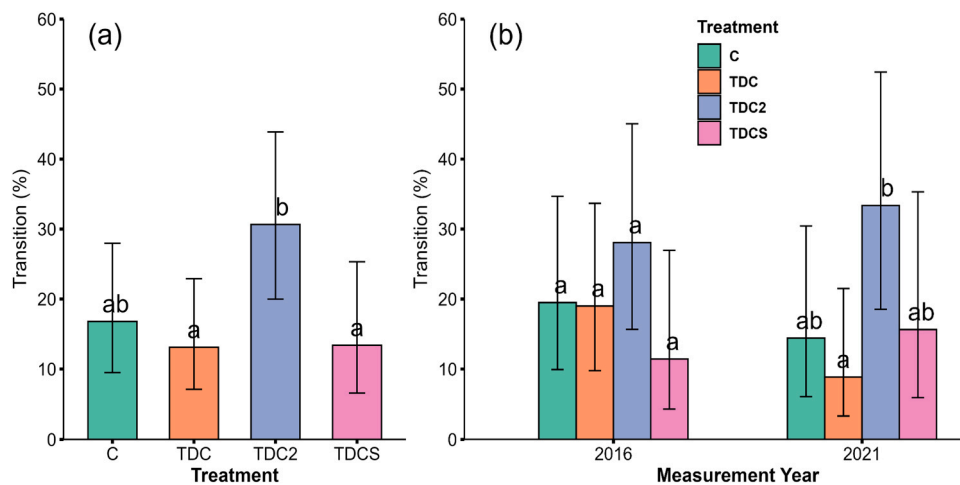 (a)
Transition (%)
60
50
40
30
20
10
0
ab
a
b
a
C TDC TDC2 TDCS
Treatment
(b)
Treatment
C
TDC
TDC2
TDCS
Transition (%)
60
50
40
30
20
10
0
a a a a
ab a b ab
2016 2021
Measurement Year